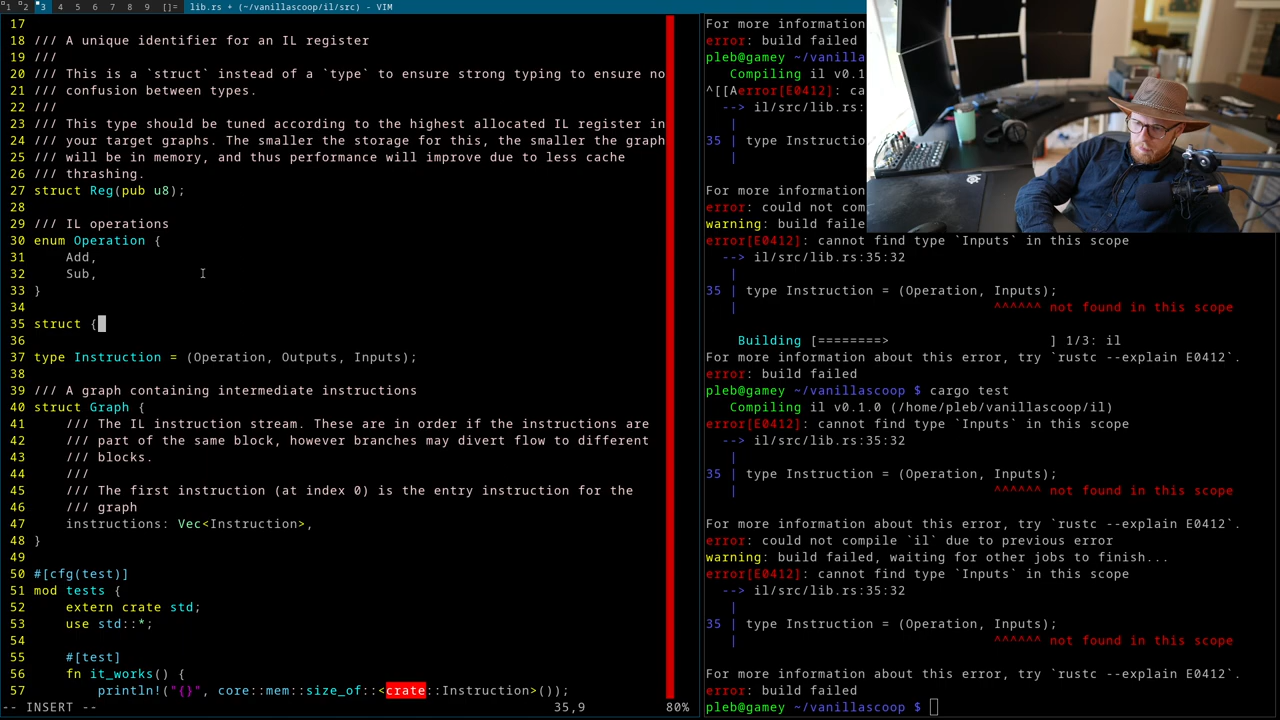 1 2 3 4 5 6 7 8 9 []= lib.rs + (~/vanillascoop/il/src) - VIM
17
18 /// A unique identifier for an IL register
19 ///
20 /// This is a `struct` instead of a `type` to ensure strong typing to ensure no
21 /// confusion between types.
22 ///
23 /// This type should be tuned according to the highest allocated IL register in
24 /// your target graphs. The smaller the storage for this, the smaller the graph
25 /// will be in memory, and thus performance will improve due to less cache
26 /// thrashing.
27 struct Reg(pub u8);
28
29 /// IL operations
30 enum Operation {
31     Add,
32     Sub,
33 }
34
35 struct {
36
37 type Instruction = (Operation, Outputs, Inputs);
38
39 /// A graph containing intermediate instructions
40 struct Graph {
41     /// The IL instruction stream. These are in order if the instructions are
42     /// part of the same block, however branches may divert flow to different
43     /// blocks.
44     ///
45     /// The first instruction (at index 0) is the entry instruction for the
46     /// graph
47     instructions: Vec<Instruction>,
48 }
49
50 #[cfg(test)]
51 mod tests {
52     extern crate std;
53     use std::*;
54
55     #[test]
56     fn it_works() {
57         println!("{}", core::mem::size_of::<crate::Instruction>());
-- INSERT -- 35,9 80%
For more information
error: build failed
pleb@gamey ~/vanilla
   Compiling il v0.1
^[[Aerror[E0412]: ca
  --> il/src/lib.rs:
   |
35 | type Instructio
   |
For more information
error: could not com
warning: build faile
error[E0412]: cannot find type `Inputs` in this scope
  --> il/src/lib.rs:35:32
   |
35 | type Instruction = (Operation, Inputs);
   |                                ^^^^^^ not found in this scope
    Building [========>                    ] 1/3: il
For more information about this error, try `rustc --explain E0412`.
error: build failed
pleb@gamey ~/vanillascoop $ cargo test
   Compiling il v0.1.0 (/home/pleb/vanillascoop/il)
error[E0412]: cannot find type `Inputs` in this scope
  --> il/src/lib.rs:35:32
   |
35 | type Instruction = (Operation, Inputs);
   |                                ^^^^^^ not found in this scope
For more information about this error, try `rustc --explain E0412`.
error: could not compile `il` due to previous error
warning: build failed, waiting for other jobs to finish...
error[E0412]: cannot find type `Inputs` in this scope
  --> il/src/lib.rs:35:32
   |
35 | type Instruction = (Operation, Inputs);
   |                                ^^^^^^ not found in this scope
For more information about this error, try `rustc --explain E0412`.
error: build failed
pleb@gamey ~/vanillascoop $